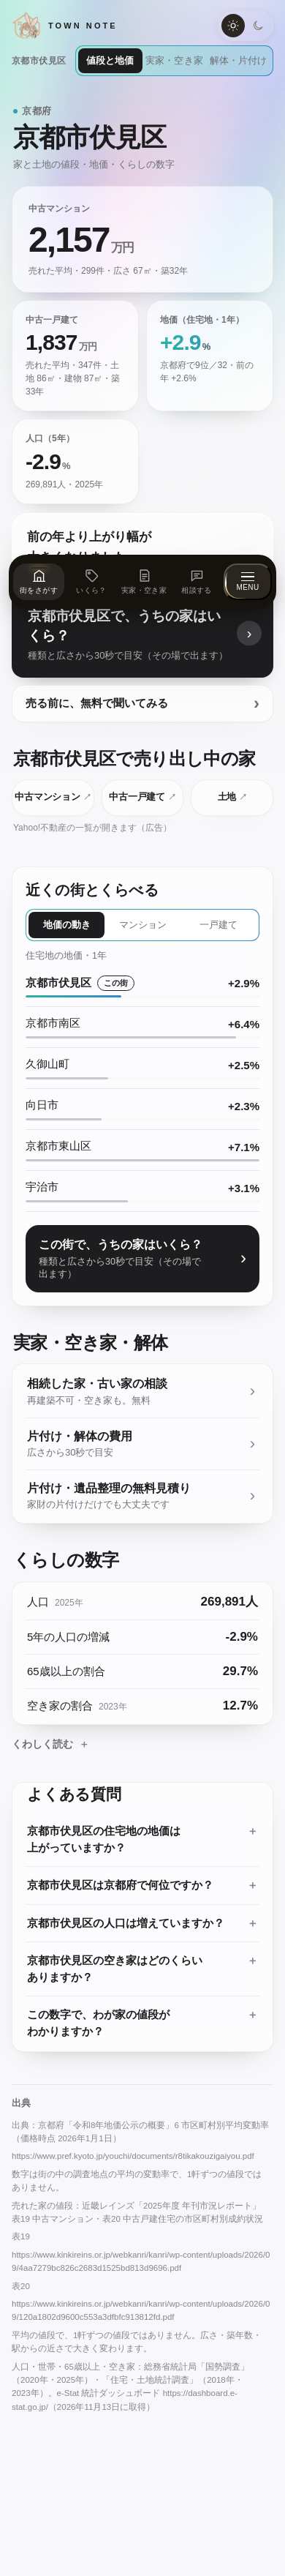 TOWN NOTE
京都市伏見区
値段と地価
実家・空き家
解体・片付け
京都府
京都市伏見区
家と土地の値段・地価・くらしの数字
中古マンション
2,157万円
売れた平均・299件・広さ 67㎡・築32年
中古一戸建て
1,837万円
売れた平均・347件・土
地 86㎡・建物 87㎡・築
33年
地価（住宅地・1年）
+2.9%
京都府で9位／32・前の
年 +2.6%
人口（5年）
-2.9%
269,891人・2025年
前の年より上がり幅が
街をさがす
いくら？
実家・空き家
相談する
MENU
京都市伏見区で、うちの家はい
くら？
種類と広さから30秒で目安（その場で出ます）
›
売る前に、無料で聞いてみる
›
京都市伏見区で売り出し中の家
中古マンション ↗
中古一戸建て ↗
土地 ↗
Yahoo!不動産の一覧が開きます（広告）
近くの街とくらべる
地価の動き
マンション
一戸建て
住宅地の地価・1年
京都市伏見区 この街 +2.9%
京都市南区 +6.4%
久御山町 +2.5%
向日市 +2.3%
京都市東山区 +7.1%
宇治市 +3.1%
この街で、うちの家はいくら？
種類と広さから30秒で目安（その場で
出ます）
›
実家・空き家・解体
相続した家・古い家の相談
再建築不可・空き家も。無料
›
片付け・解体の費用
広さから30秒で目安
›
片付け・遺品整理の無料見積り
家財の片付けだけでも大丈夫です
›
くらしの数字
人口 2025年 269,891人
5年の人口の増減 -2.9%
65歳以上の割合 29.7%
空き家の割合 2023年 12.7%
くわしく読む +
よくある質問
京都市伏見区の住宅地の地価は
上がっていますか？
+
京都市伏見区は京都府で何位ですか？ +
京都市伏見区の人口は増えていますか？ +
京都市伏見区の空き家はどのくらい
ありますか？
+
この数字で、わが家の値段が
わかりますか？
+
出典
出典：京都府「令和8年地価公示の概要」6 市区町村別平均変動率
（価格時点 2026年1月1日）
https://www.pref.kyoto.jp/youchi/documents/r8tikakouzigaiyou.pdf
数字は街の中の調査地点の平均の変動率で、1軒ずつの値段では
ありません。
売れた家の値段：近畿レインズ「2025年度 年刊市況レポート」
表19 中古マンション・表20 中古戸建住宅の市区町村別成約状況
表19
https://www.kinkireins.or.jp/webkanri/kanri/wp-content/uploads/2026/0
9/4aa7279bc826c2683d1525bd813d9696.pdf
表20
https://www.kinkireins.or.jp/webkanri/kanri/wp-content/uploads/2026/0
9/120a1802d9600c553a3dfbfc913812fd.pdf
平均の値段で、1軒ずつの値段ではありません。広さ・築年数・
駅からの近さで大きく変わります。
人口・世帯・65歳以上・空き家：総務省統計局「国勢調査」
（2020年・2025年）・「住宅・土地統計調査」（2018年・
2023年）。e-Stat 統計ダッシュボード https://dashboard.e-
stat.go.jp/（2026年11月13日に取得）